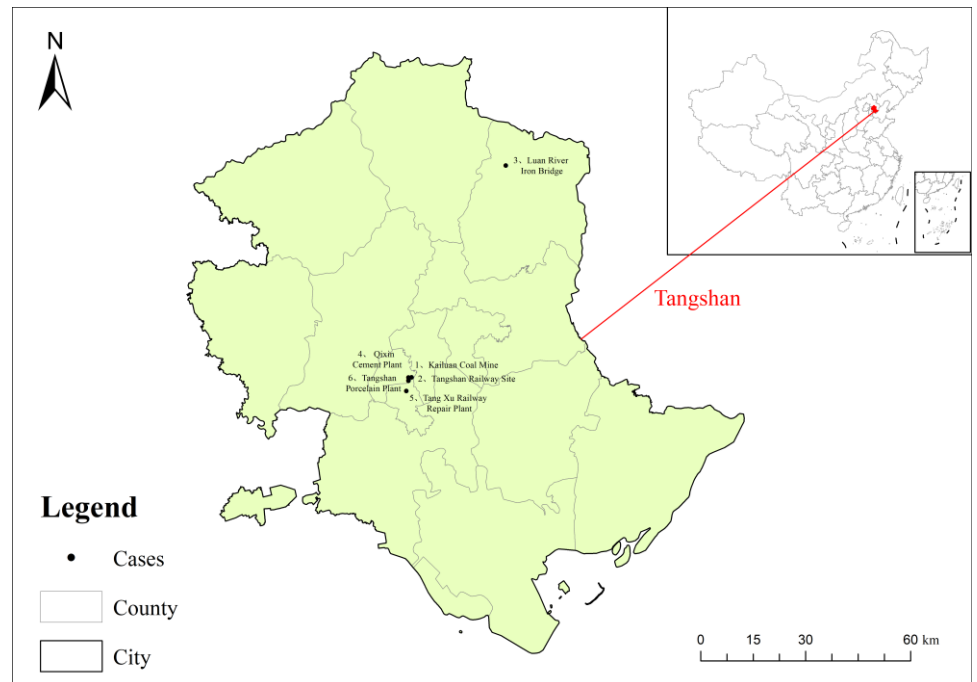 N
3、Luan River
Iron Bridge
Tangshan
4、 Qixin
Cement Plant
1、Kailuan Coal Mine
6、Tangshan
Porcelain Plant
2、Tangshan Railway Site
5、Tang Xu Railway
Repair Plant
Legend
Cases
County
City
0 15 30 60 km